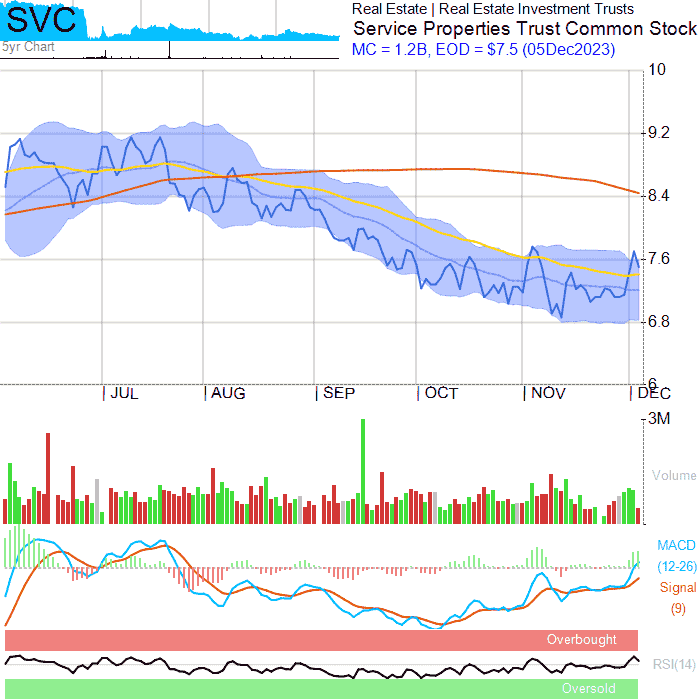 SVC
5yr Chart
Real Estate | Real Estate Investment Trusts
Service Properties Trust Common Stock
MC = 1.2B, EOD = $7.5 (05Dec2023)
10
9.2
8.4
7.6
6.8
6
JUL
AUG
SEP
OCT
NOV
DEC
3M
Volume
MACD
(12-26)
Signal
(9)
Overbought
RSI(14)
Oversold